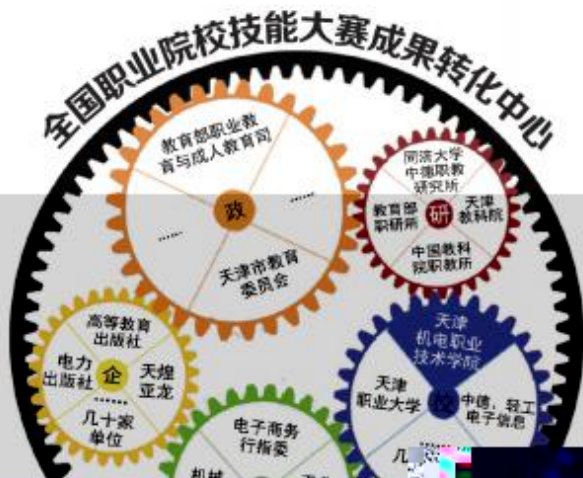 全国职业院校技能大赛成果转化中心
教育部职业教
育与成人教育司
……
……
政
天津市教育
委员会
同济大学
中德职教
研究所
教育部
职研所
研
天津
教科院
中国教科
院职教所
高等教育
出版社
电力
出版社
企
天煌
亚龙
……
几十家
单位
天津
机电职业
技术学院
天津
职业大学
校
中德、轻工
电子信息
……
电子商务
行指委
机械